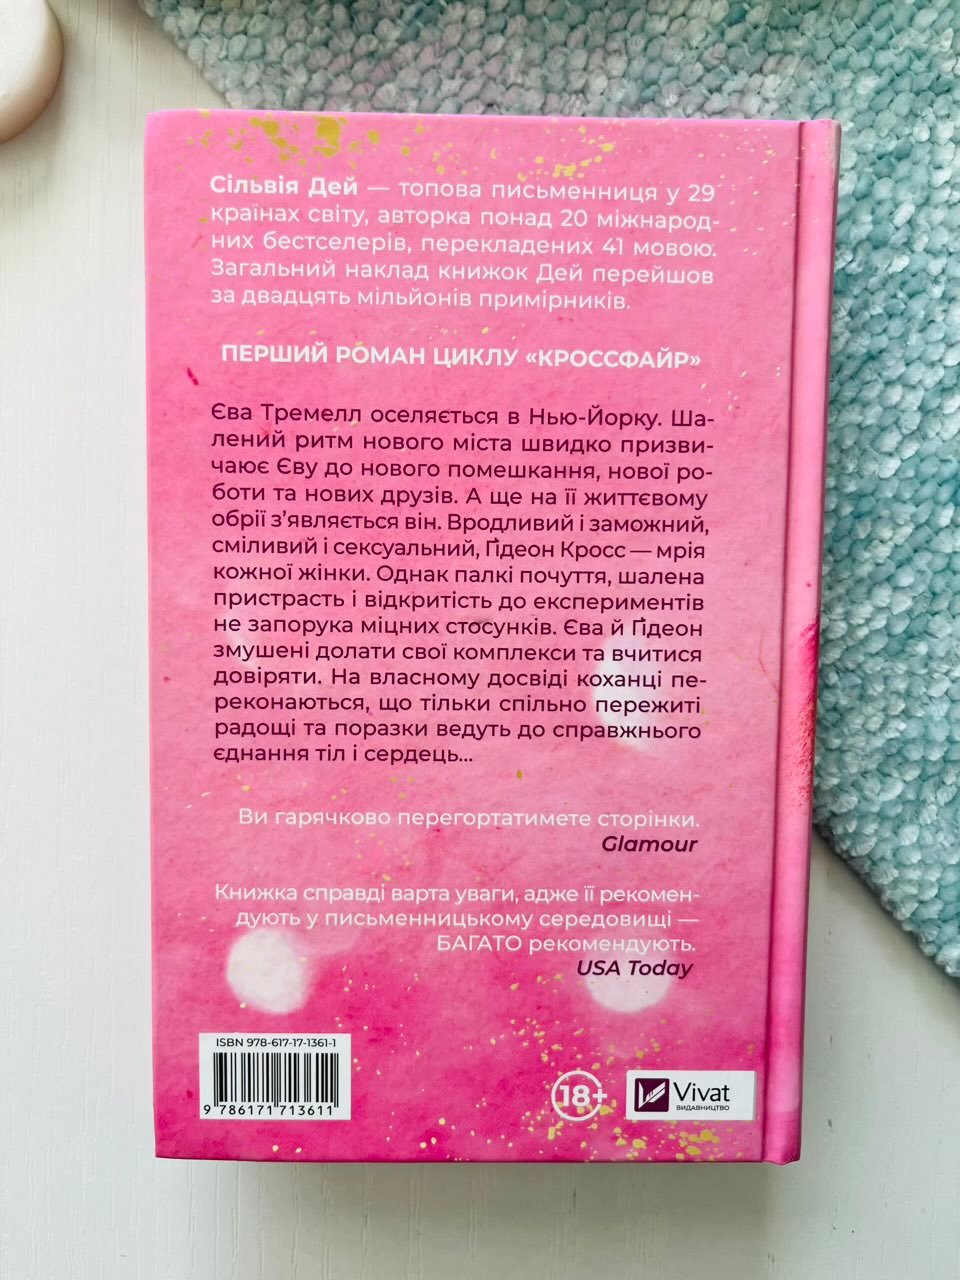 Сільвія Дей — топова письменниця у 29
країнах світу, авторка понад 20 міжнарод-
них бестселерів, перекладених 41 мовою.
Загальний наклад книжок Дей перейшов
за двадцять мільйонів примірників.
ПЕРШИЙ РОМАН ЦИКЛУ «КРОССФАЙР»
Єва Тремелл оселяється в Нью-Йорку. Ша-
лений ритм нового міста швидко призви-
чаює Єву до нового помешкання, нової ро-
боти та нових друзів. А ще на її життєвому
обрії з’являється він. Вродливий і заможний,
сміливий і сексуальний, Ґідеон Кросс — мрія
кожної жінки. Однак палкі почуття, шалена
пристрасть і відкритість до експериментів
не запорука міцних стосунків. Єва й Ґідеон
змушені долати свої комплекси та вчитися
довіряти. На власному досвіді коханці пе-
реконаються, що тільки спільно пережиті
радощі та поразки ведуть до справжнього
єднання тіл і сердець...
Ви гарячково перегортатимете сторінки.
Glamour
Книжка справді варта уваги, адже її рекомен-
дують у письменницькому середовищі —
БАГАТО рекомендують.
USA Today
ISBN 978-617-17-1361-1
9 786171 713611
18+
Vivat
ВИДАВНИЦТВО